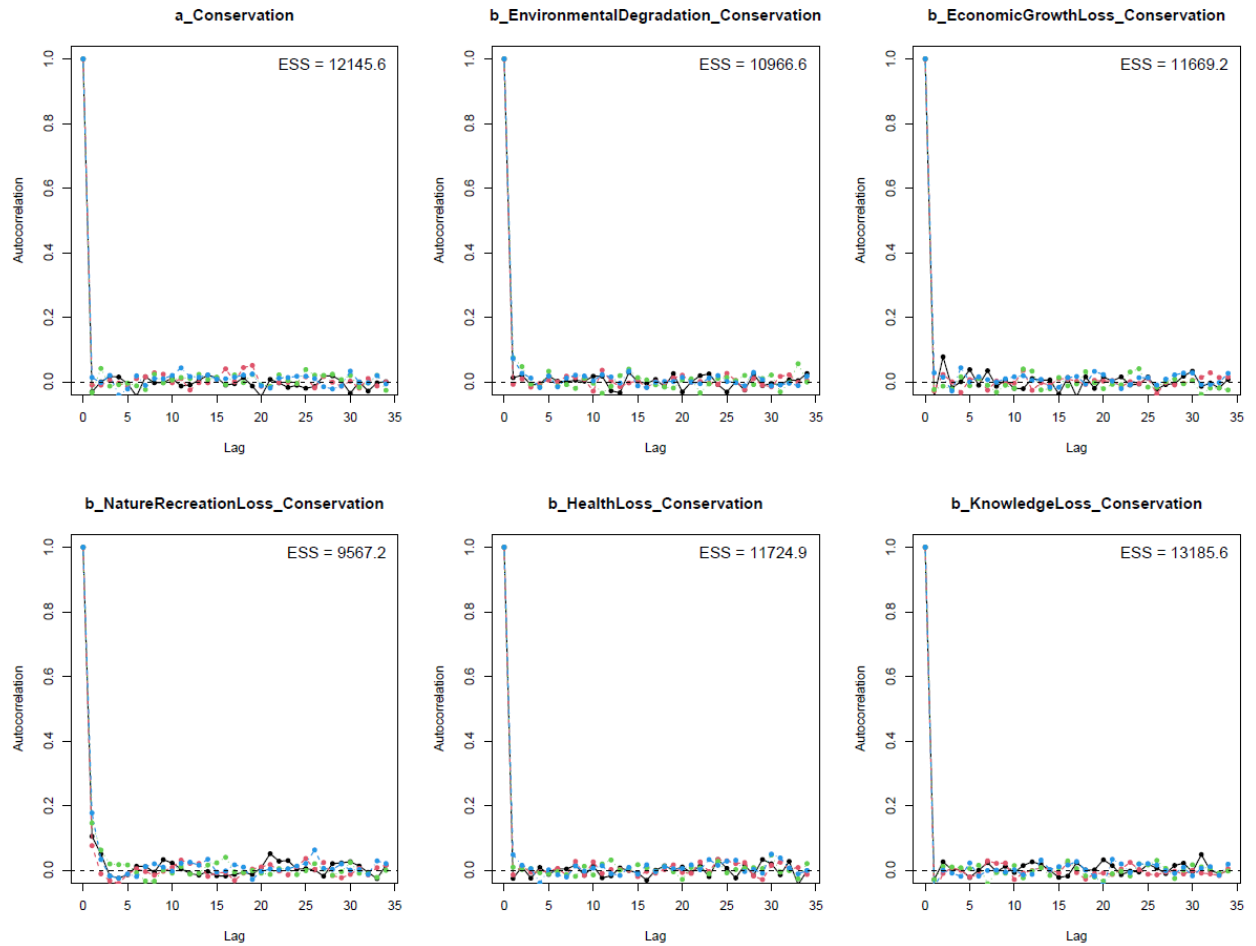 a_Conservation
ESS = 12145.6
Autocorrelation
0.0 0.2 0.4 0.6 0.8 1.0
0 5 10 15 20 25 30 35
Lag
b_EnvironmentalDegradation_Conservation
ESS = 10966.6
Autocorrelation
0.0 0.2 0.4 0.6 0.8 1.0
0 5 10 15 20 25 30 35
Lag
b_EconomicGrowthLoss_Conservation
ESS = 11669.2
Autocorrelation
0.0 0.2 0.4 0.6 0.8 1.0
0 5 10 15 20 25 30 35
Lag
b_NatureRecreationLoss_Conservation
ESS = 9567.2
Autocorrelation
0.0 0.2 0.4 0.6 0.8 1.0
0 5 10 15 20 25 30 35
Lag
b_HealthLoss_Conservation
ESS = 11724.9
Autocorrelation
0.0 0.2 0.4 0.6 0.8 1.0
0 5 10 15 20 25 30 35
Lag
b_KnowledgeLoss_Conservation
ESS = 13185.6
Autocorrelation
0.0 0.2 0.4 0.6 0.8 1.0
0 5 10 15 20 25 30 35
Lag